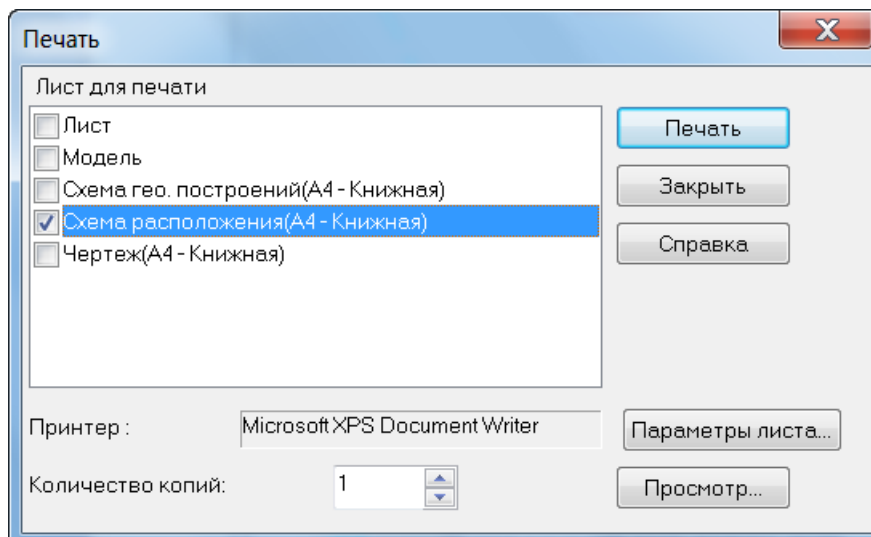 Печать
Лист для печати
Лист
Модель
Схема гео. построений(А4 - Книжная)
Схема расположения(А4 - Книжная)
Чертеж(А4 - Книжная)
Печать
Закрыть
Справка
Принтер : Microsoft XPS Document Writer Параметры листа...
Количество копий: 1 Просмотр...